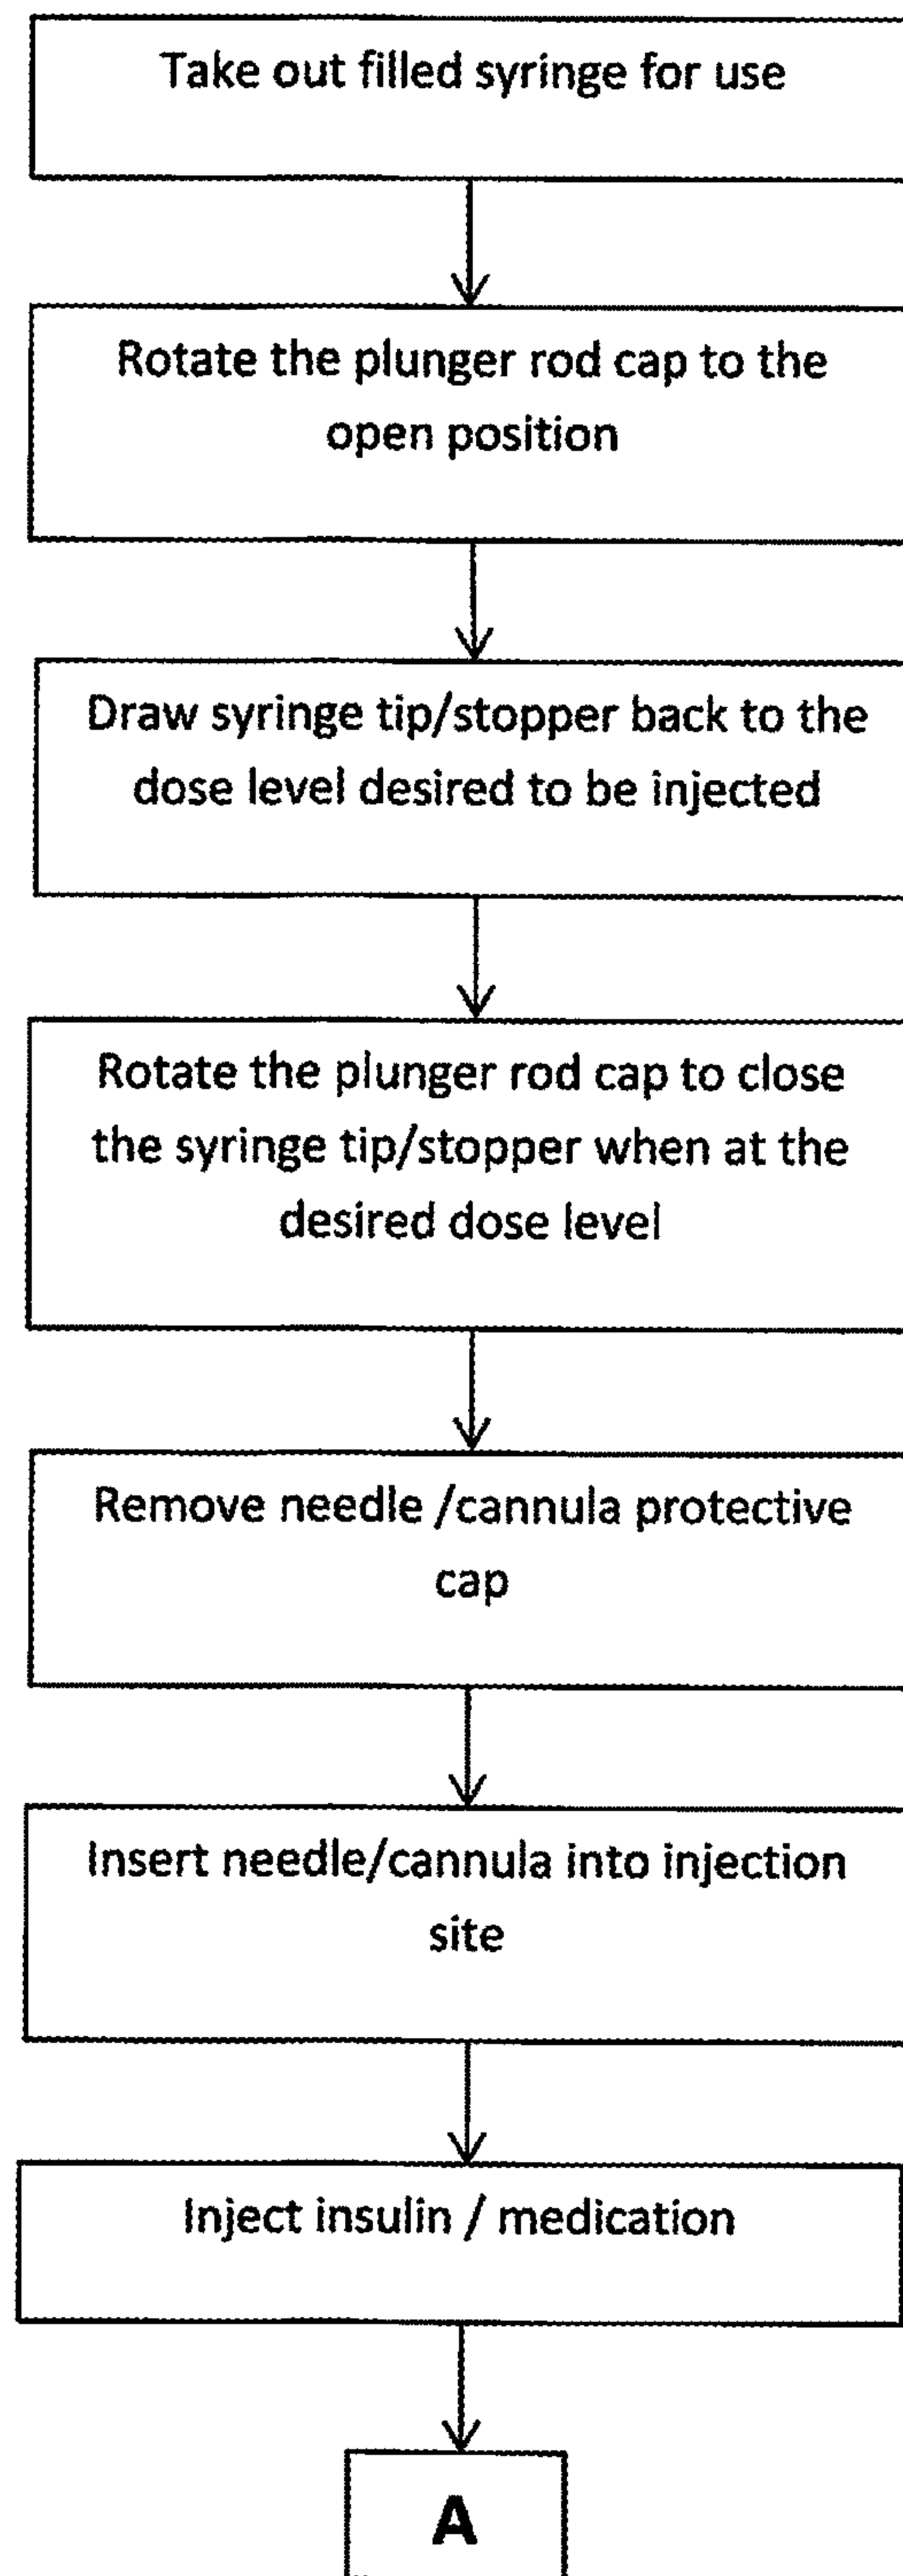 Take out filled syringe for use
Rotate the plunger rod cap to the
open position
Draw syringe tip/stopper back to the
dose level desired to be injected
Rotate the plunger rod cap to close
the syringe tip/stopper when at the
desired dose level
Remove needle /cannula protective
cap
Insert needle/cannula into injection
site
Inject insulin / medication
A